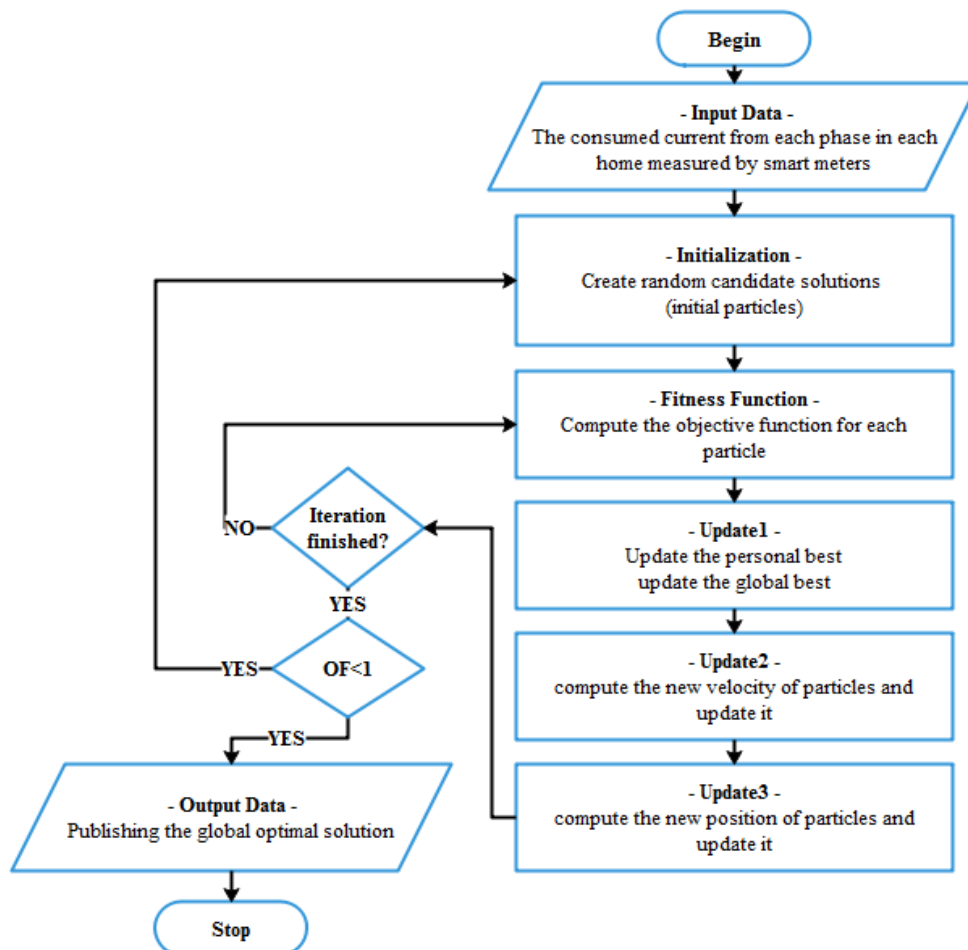 Begin
- Input Data -
The consumed current from each phase in each
home measured by smart meters
- Initialization -
Create random candidate solutions
(initial particles)
- Fitness Function -
Compute the objective function for each
particle
- Update1 -
Update the personal best
update the global best
- Update2 -
compute the new velocity of particles and
update it
- Update3 -
compute the new position of particles and
update it
Iteration
finished?
NO
YES
OF<1
YES
YES
- Output Data -
Publishing the global optimal solution
Stop